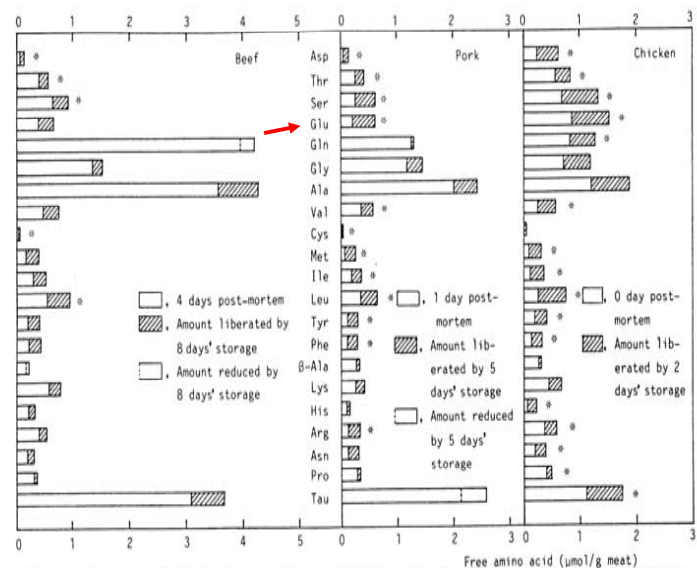 0 1 2 3 4 5
0 1 2 3
0 1 2 3
Beef
Pork
Chicken
Asp
Thr
Ser
Glu
Gln
Gly
Ala
Val
Cys
Met
Ile
Leu
Tyr
Phe
β-Ala
Lys
His
Arg
Asn
Pro
Tau
, 4 days post-mortem
, Amount liberated by
8 days' storage
, Amount reduced by
8 days' storage
, 1 day post-
mortem
, Amount lib-
erated by 5
days' storage
, Amount reduced
by 5 days'
storage
, 0 day post-
mortem
, Amount lib-
erated by 2
days' storage
0 1 2 3 4 5
0 1 2 3
0 1 2 3
Free amino acid (μmol/g meat)